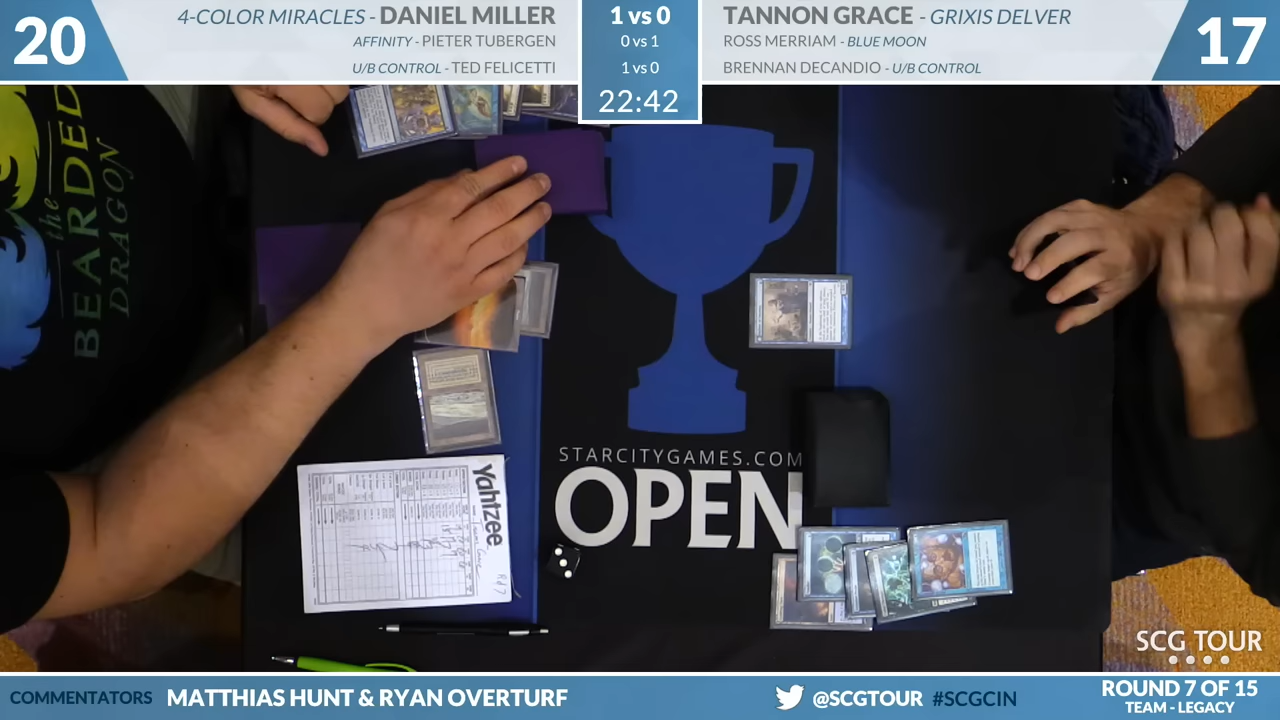 20
4-COLOR MIRACLES - DANIEL MILLER
AFFINITY - PIETER TUBERGEN
U/B CONTROL - TED FELICETTI
1 vs 0
0 vs 1
1 vs 0
22:42
TANNON GRACE - GRIXIS DELVER
ROSS MERRIAM - BLUE MOON
BRENNAN DECANDIO - U/B CONTROL
17
the
BEARDED
DRAGON
STARCITYGAMES.COM
OPEN
Yahtzee
SCG TOUR
COMMENTATORS MATTHIAS HUNT & RYAN OVERTURF
@SCGTOUR #SCGCIN
ROUND 7 OF 15
TEAM - LEGACY